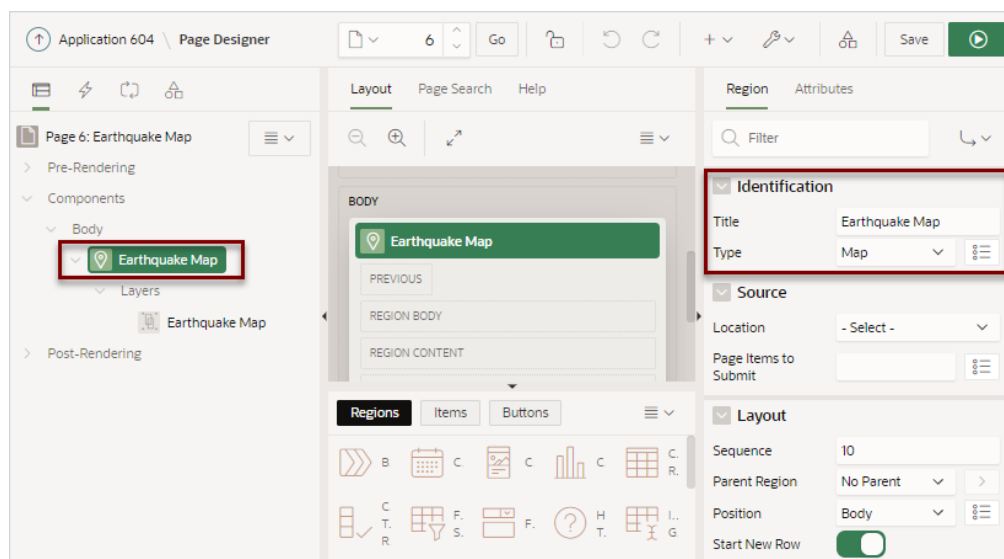 Application 604 \ Page Designer
6
Go
Save
Page 6: Earthquake Map
Pre-Rendering
Components
Body
Earthquake Map
Layers
Earthquake Map
Post-Rendering
Layout Page Search Help
BODY
Earthquake Map
PREVIOUS
REGION BODY
REGION CONTENT
Regions Items Buttons
B C C C C.
R.
C
T.
R F.
S. F. H
T. I..
G
Region Attributes
Filter
Identification
Title Earthquake Map
Type Map
Source
Location - Select -
Page Items to
Submit
Layout
Sequence 10
Parent Region No Parent
Position Body
Start New Row